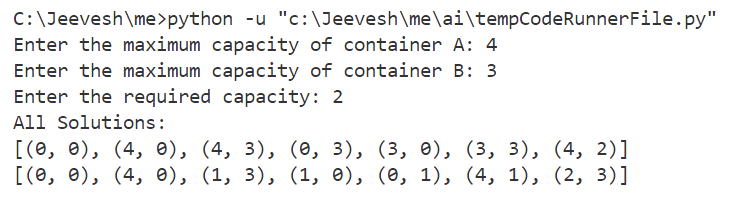 C:\Jeevesh\me>python -u "c:\Jeevesh\me\ai\tempCodeRunnerFile.py"
Enter the maximum capacity of container A: 4
Enter the maximum capacity of container B: 3
Enter the required capacity: 2
All Solutions:
[(0, 0), (4, 0), (4, 3), (0, 3), (3, 0), (3, 3), (4, 2)]
[(0, 0), (4, 0), (1, 3), (1, 0), (0, 1), (4, 1), (2, 3)]